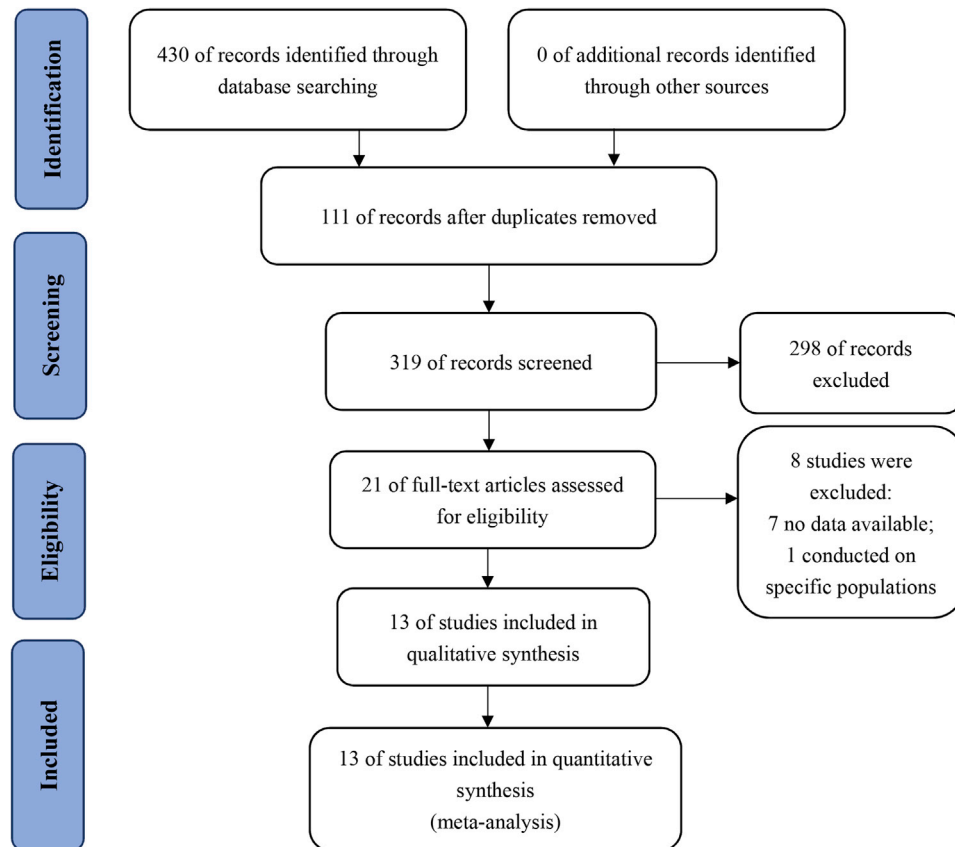 Identification
430 of records identified through
database searching
0 of additional records identified
through other sources
111 of records after duplicates removed
Screening
319 of records screened
298 of records
excluded
Eligibility
21 of full-text articles assessed
for eligibility
8 studies were
excluded:
7 no data available;
1 conducted on
specific populations
13 of studies included in
qualitative synthesis
Included
13 of studies included in quantitative
synthesis
(meta-analysis)